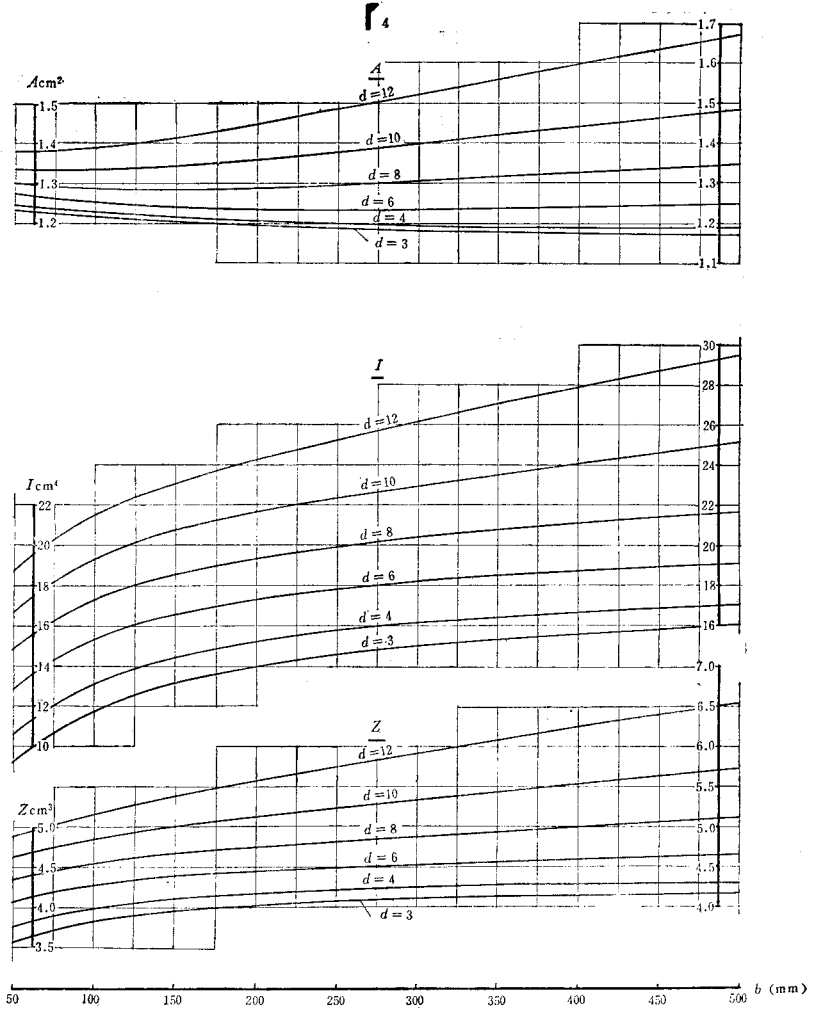 4
A
A cm²
d=12
d=10
d=8
d=6
d=4
d=3
1.5
1.4
1.3
1.2
1.7
1.6
1.5
1.4
1.3
1.2
1.1
I
I cm⁴
d=12
d=10
d=8
d=6
d=4
d=3
22
20
18
16
14
12
10
30
28
26
24
22
20
18
16
Z
Z cm³
d=12
d=10
d=8
d=6
d=4
d=3
5.0
4.5
4.0
3.5
7.0
6.5
6.0
5.5
5.0
4.5
4.0
50 100 150 200 250 300 350 400 450 500 b (mm)